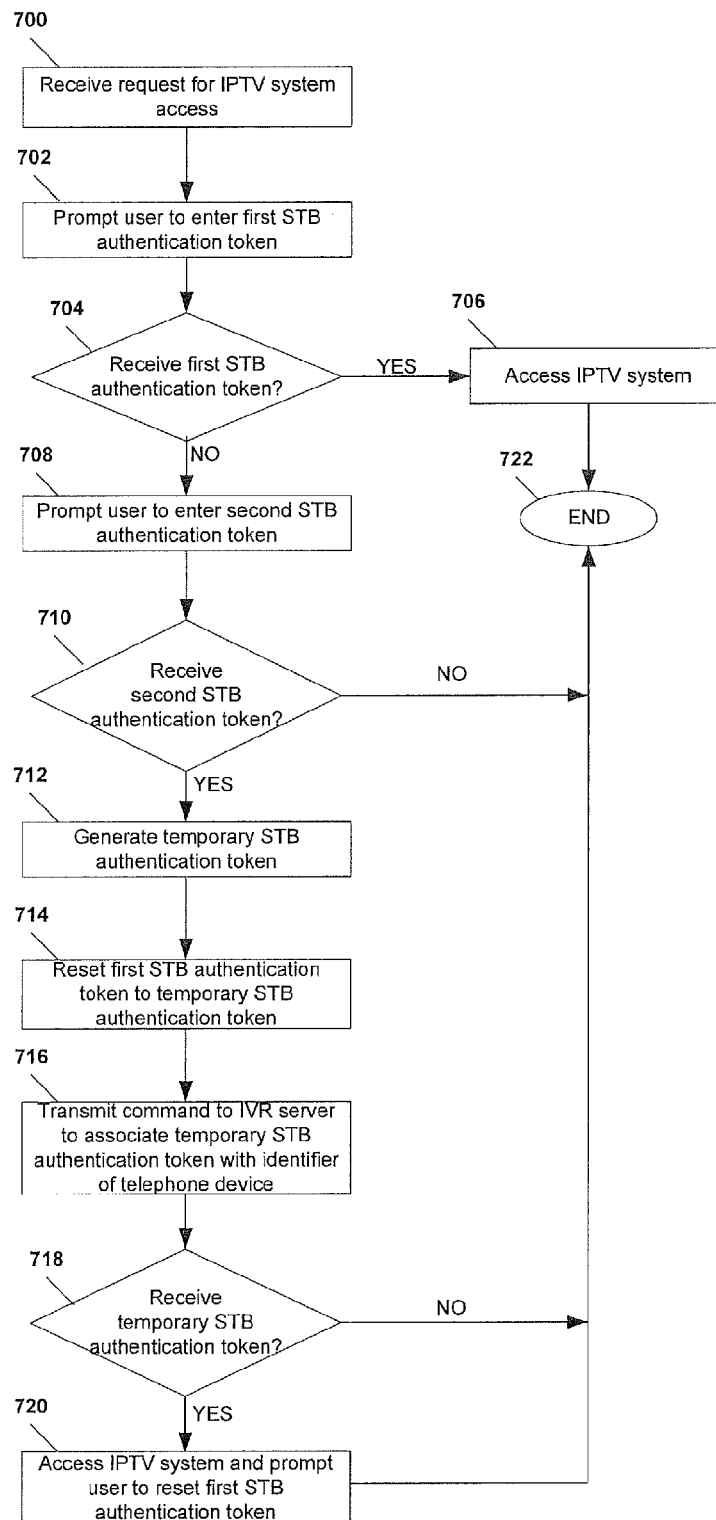 700
Receive request for IPTV system
access
702
Prompt user to enter first STB
authentication token
704
Receive first STB
authentication token?
YES
706
Access IPTV system
NO
708
Prompt user to enter second STB
authentication token
722
END
710
Receive
second STB
authentication token?
NO
YES
712
Generate temporary STB
authentication token
714
Reset first STB authentication
token to temporary STB
authentication token
716
Transmit command to IVR server
to associate temporary STB
authentication token with identifier
of telephone device
718
Receive
temporary STB
authentication token?
NO
YES
720
Access IPTV system and prompt
user to reset first STB
authentication token